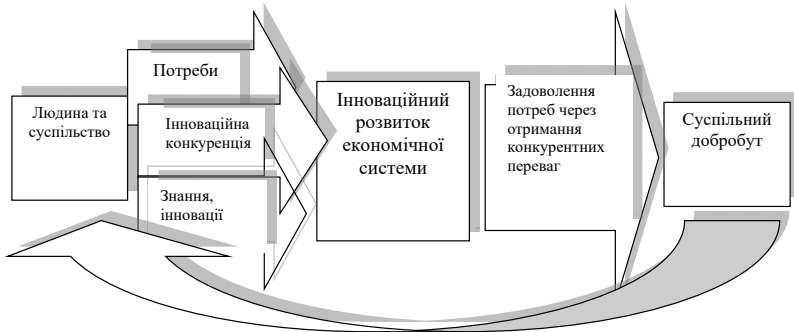 Людина та
суспільство
Потреби
Інноваційна
конкуренція
Знання,
інновації
Інноваційний
розвиток
економічної
системи
Задоволення
потреб через
отримання
конкурентних
переваг
Суспільний
добробут